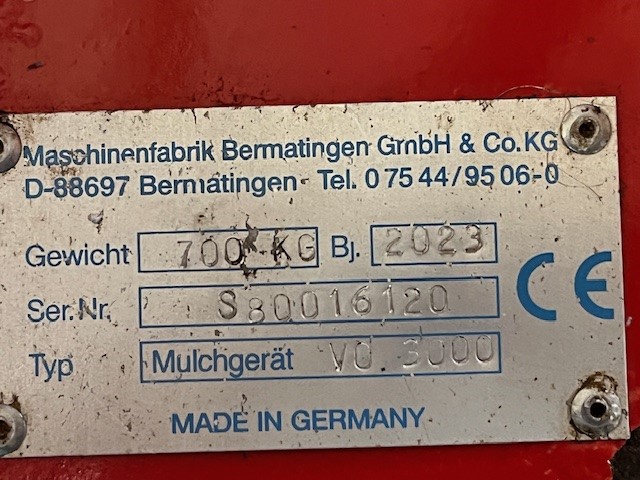 Maschinenfabrik Bermatingen GmbH & Co.KG
D-88697 Bermatingen Tel. 0 75 44/95 06-0
Gewicht 700 KG Bj. 2023
Ser.Nr. S80016120
Typ Mulchgerät VO.3000
CE
MADE IN GERMANY